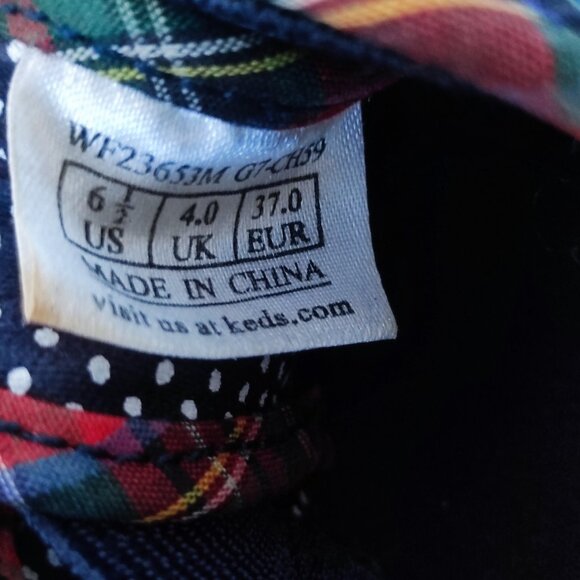 WF23653M G7-CH59
6 1/2 US 4.0 UK 37.0 EUR
MADE IN CHINA
visit us at keds.com